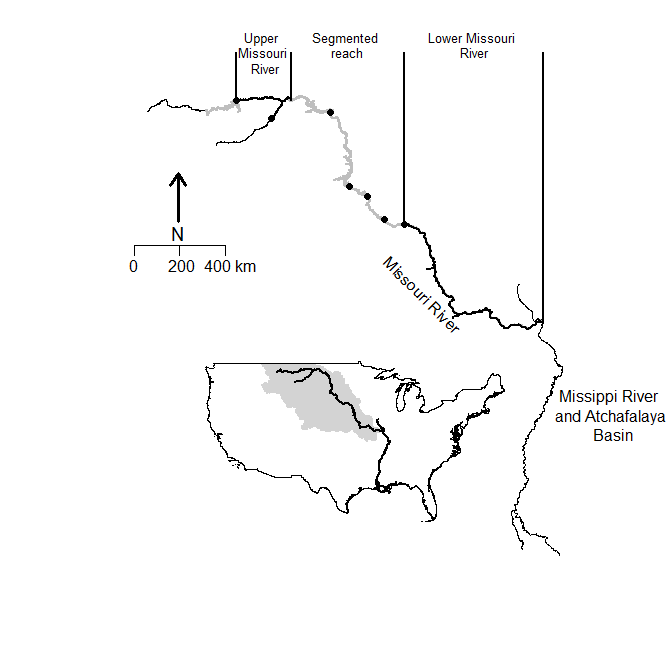 Upper
Missouri
River
Segmented
reach
Lower Missouri
River
N
0 200 400 km
Missouri River
Missippi River
and Atchafalaya
Basin